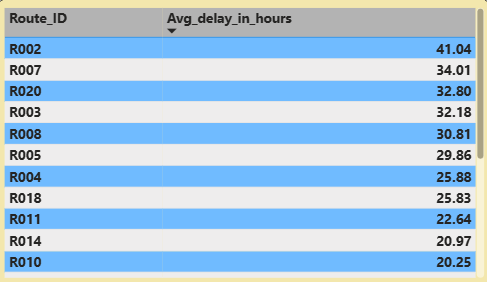 Route_ID Avg_delay_in_hours
R002 41.04
R007 34.01
R020 32.80
R003 32.18
R008 30.81
R005 29.86
R004 25.88
R018 25.83
R011 22.64
R014 20.97
R010 20.25